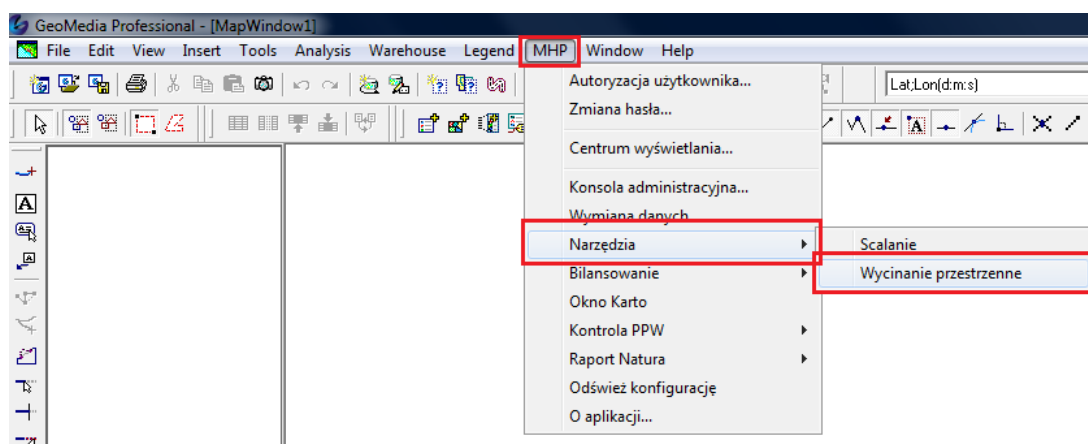 GeoMedia Professional - [MapWindow1]
File Edit View Insert Tools Analysis Warehouse Legend MHP Window Help
Lat;Lon(d:m:s)
Autoryzacja użytkownika...
Zmiana hasła...
Centrum wyświetlania...
Konsola administracyjna...
Wymiana danych
Narzędzia
Scalanie
Bilansowanie
Wycinanie przestrzenne
Okno Karto
Kontrola PPW
Raport Natura
Odśwież konfigurację
O aplikacji...